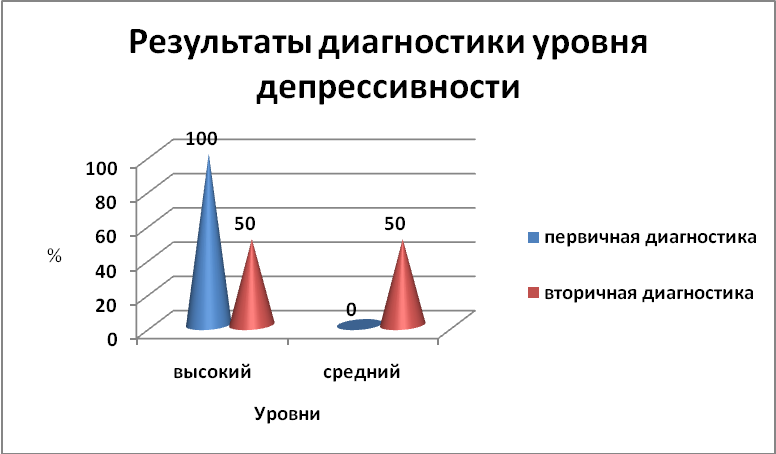 Результаты диагностики уровня
депрессивности
100
100
80
60
40
20
0
%
50
0
50
высокий
средний
Уровни
первичная диагностика
вторичная диагностика